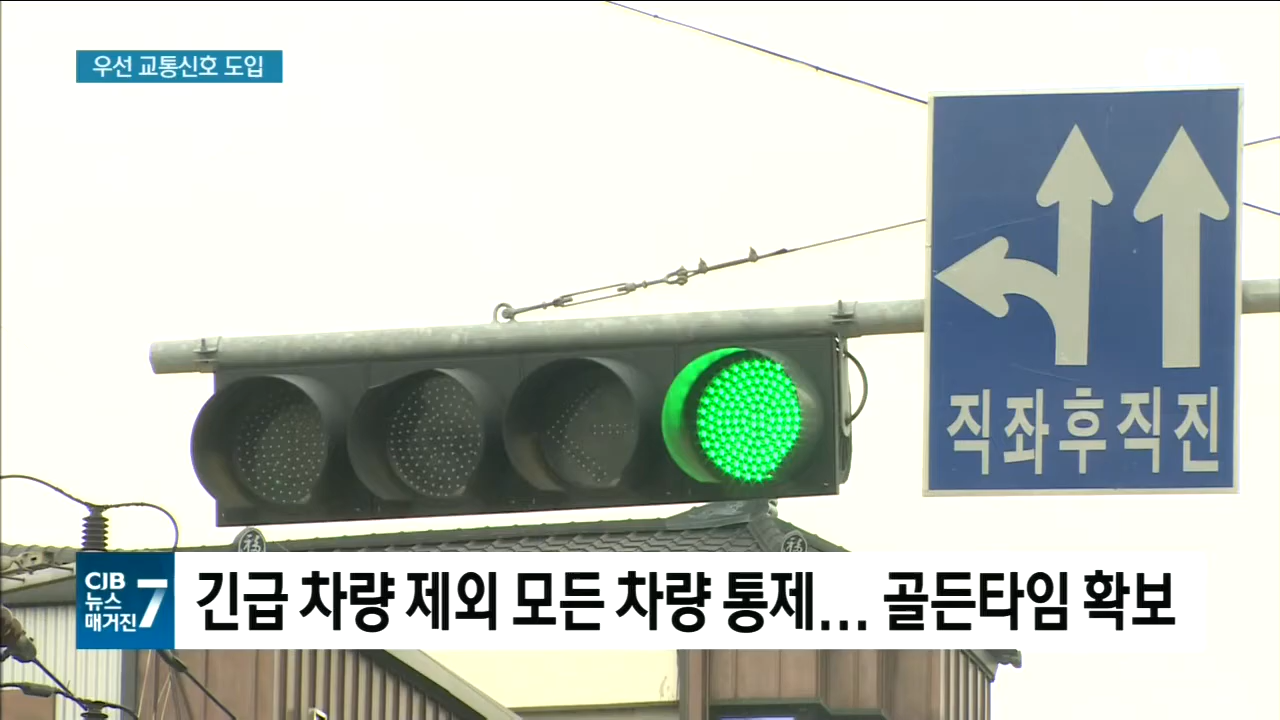 우선 교통신호 도입
직좌후직진
福
福
CJB
뉴스
매거진
7
긴급 차량 제외 모든 차량 통제... 골든타임 확보